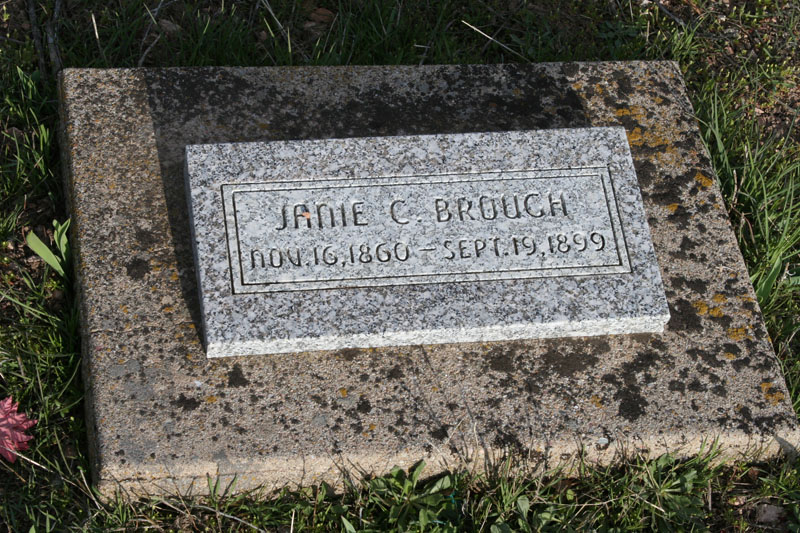 JANIE C. BROUGH
NOV. 16, 1860 – SEPT. 19, 1899